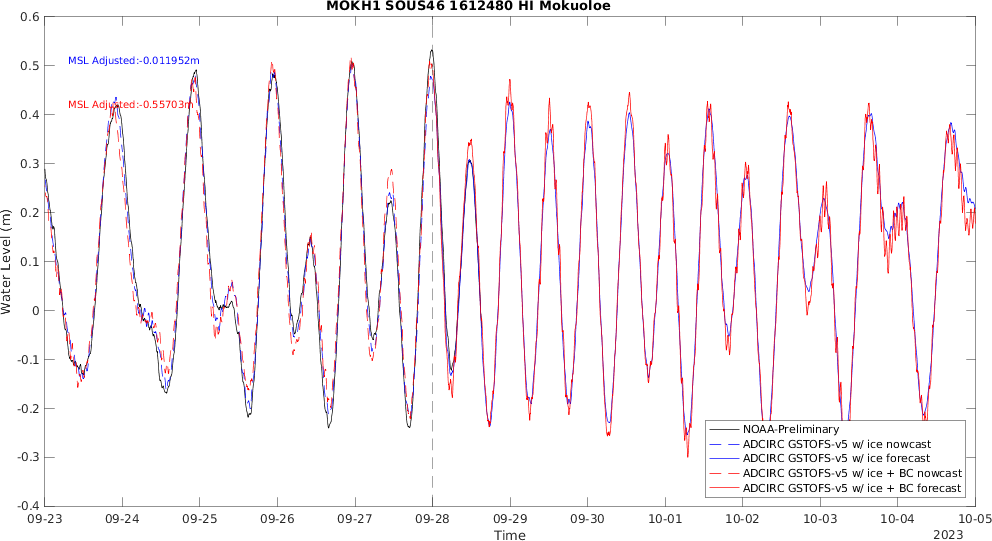 MOKH1 SOUS46 1612480 HI Mokuoloe
0.6
0.5
0.4
0.3
0.2
0.1
0
-0.1
-0.2
-0.3
-0.4
Water Level (m)
MSL Adjusted:-0.011952m
MSL Adjusted:-0.55703m
NOAA-Preliminary
ADCIRC GSTOFS-v5 w/ ice nowcast
ADCIRC GSTOFS-v5 w/ ice forecast
ADCIRC GSTOFS-v5 w/ ice + BC nowcast
ADCIRC GSTOFS-v5 w/ ice + BC forecast
09-23 09-24 09-25 09-26 09-27 09-28 09-29 09-30 10-01 10-02 10-03 10-04 10-05
Time
2023